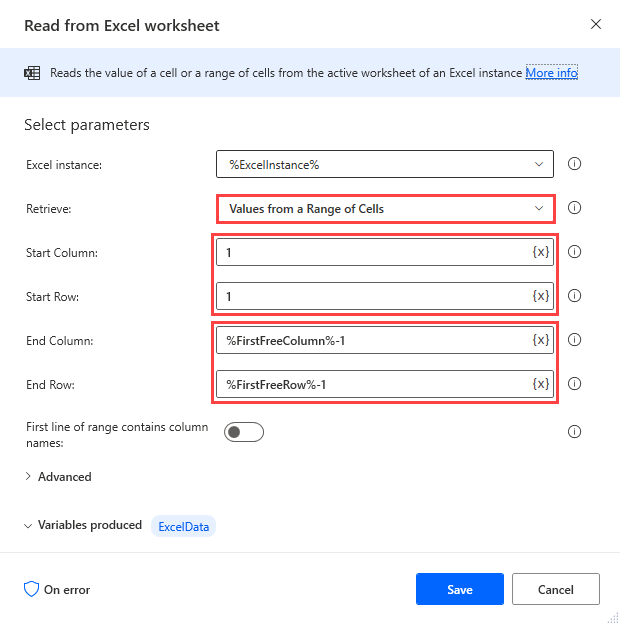 Read from Excel worksheet
Reads the value of a cell or a range of cells from the active worksheet of an Excel instance More info
Select parameters
Excel instance: %ExcelInstance%
Retrieve: Values from a Range of Cells
Start Column: 1 {x}
Start Row: 1 {x}
End Column: %FirstFreeColumn%-1 {x}
End Row: %FirstFreeRow%-1 {x}
First line of range contains column
names:
Advanced
Variables produced ExcelData
On error Save Cancel